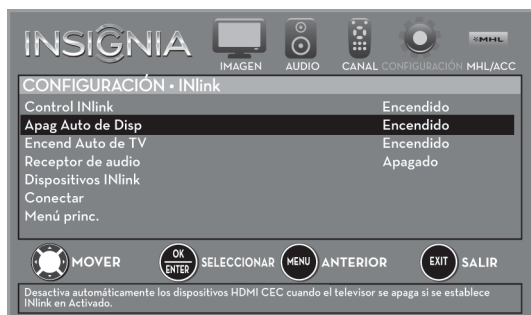 INSIGNIA
IMAGEN AUDIO CANAL CONFIGURACIÓN MHL MHL/ACC
CONFIGURACIÓN • INlink
Control INlink Encendido
Apag Auto de Disp Encendido
Encend Auto de TV Encendido
Receptor de audio Apagado
Dispositivos INlink
Conectar
Menú princ.
MOVER OK ENTER SELECCIONAR MENU ANTERIOR EXIT SALIR
Desactiva automáticamente los dispositivos HDMI CEC cuando el televisor se apaga si se establece
INlink en Activado.